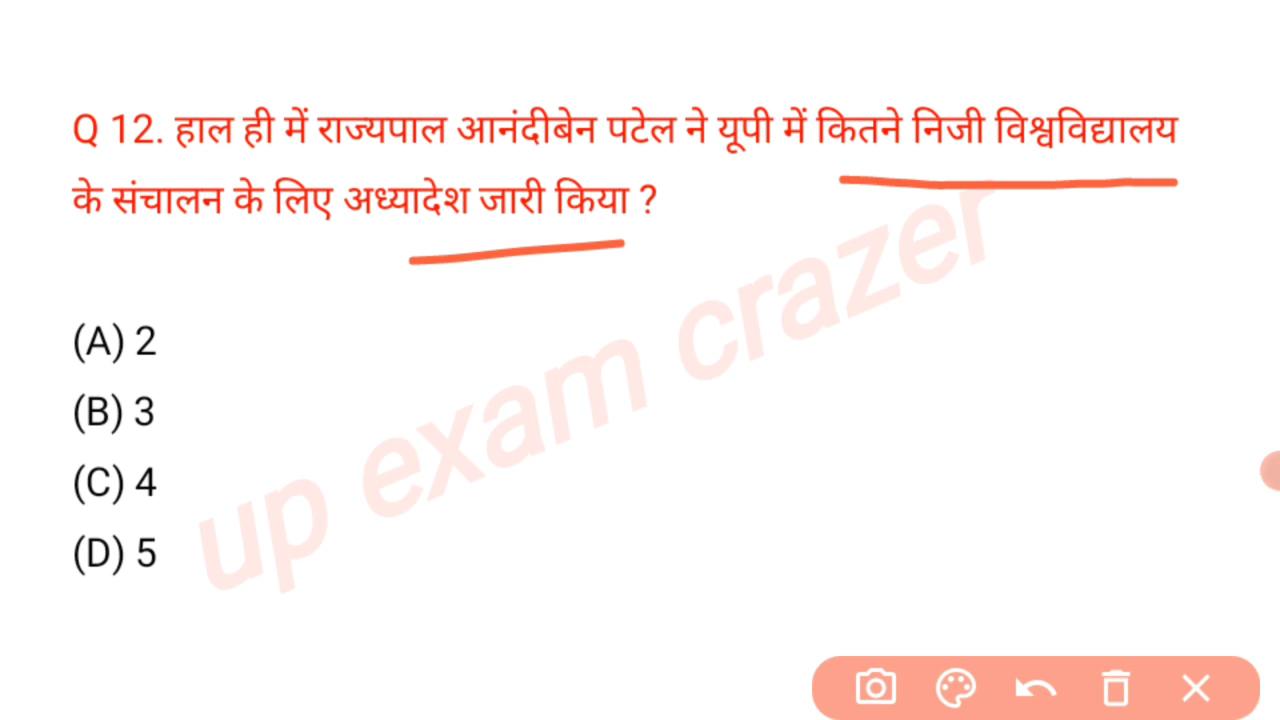 Q 12. हाल ही में राज्यपाल आनंदीबेन पटेल ने यूपी में कितने निजी विश्वविद्यालय
के संचालन के लिए अध्यादेश जारी किया ?
(A) 2
(B) 3
(C) 4
(D) 5
up exam crazer